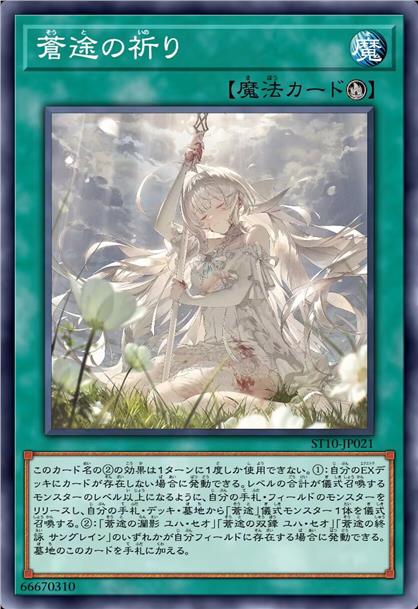 蒼途の祈り
魔
【魔法カード】
ST10-JP021
このカード名の②の効果は1ターンに1度しか使用できない。①:自分のEXデ
ッキにカードが存在しない場合に発動できる。レベルの合計が儀式召喚する
モンスターのレベル以上になるように、自分の手札・フィールドのモンスターを
リリースし、自分の手札・デッキ・墓地から「蒼途」儀式モンスター1体を儀式
召喚する。②:「蒼途の濁影 ユハ・セオ」「蒼途の双鋒 ユハ・セオ」「蒼途の終
詠 サングレイン」のいずれかが自分フィールドに存在する場合に発動できる。
墓地のこのカードを手札に加える。
66670310